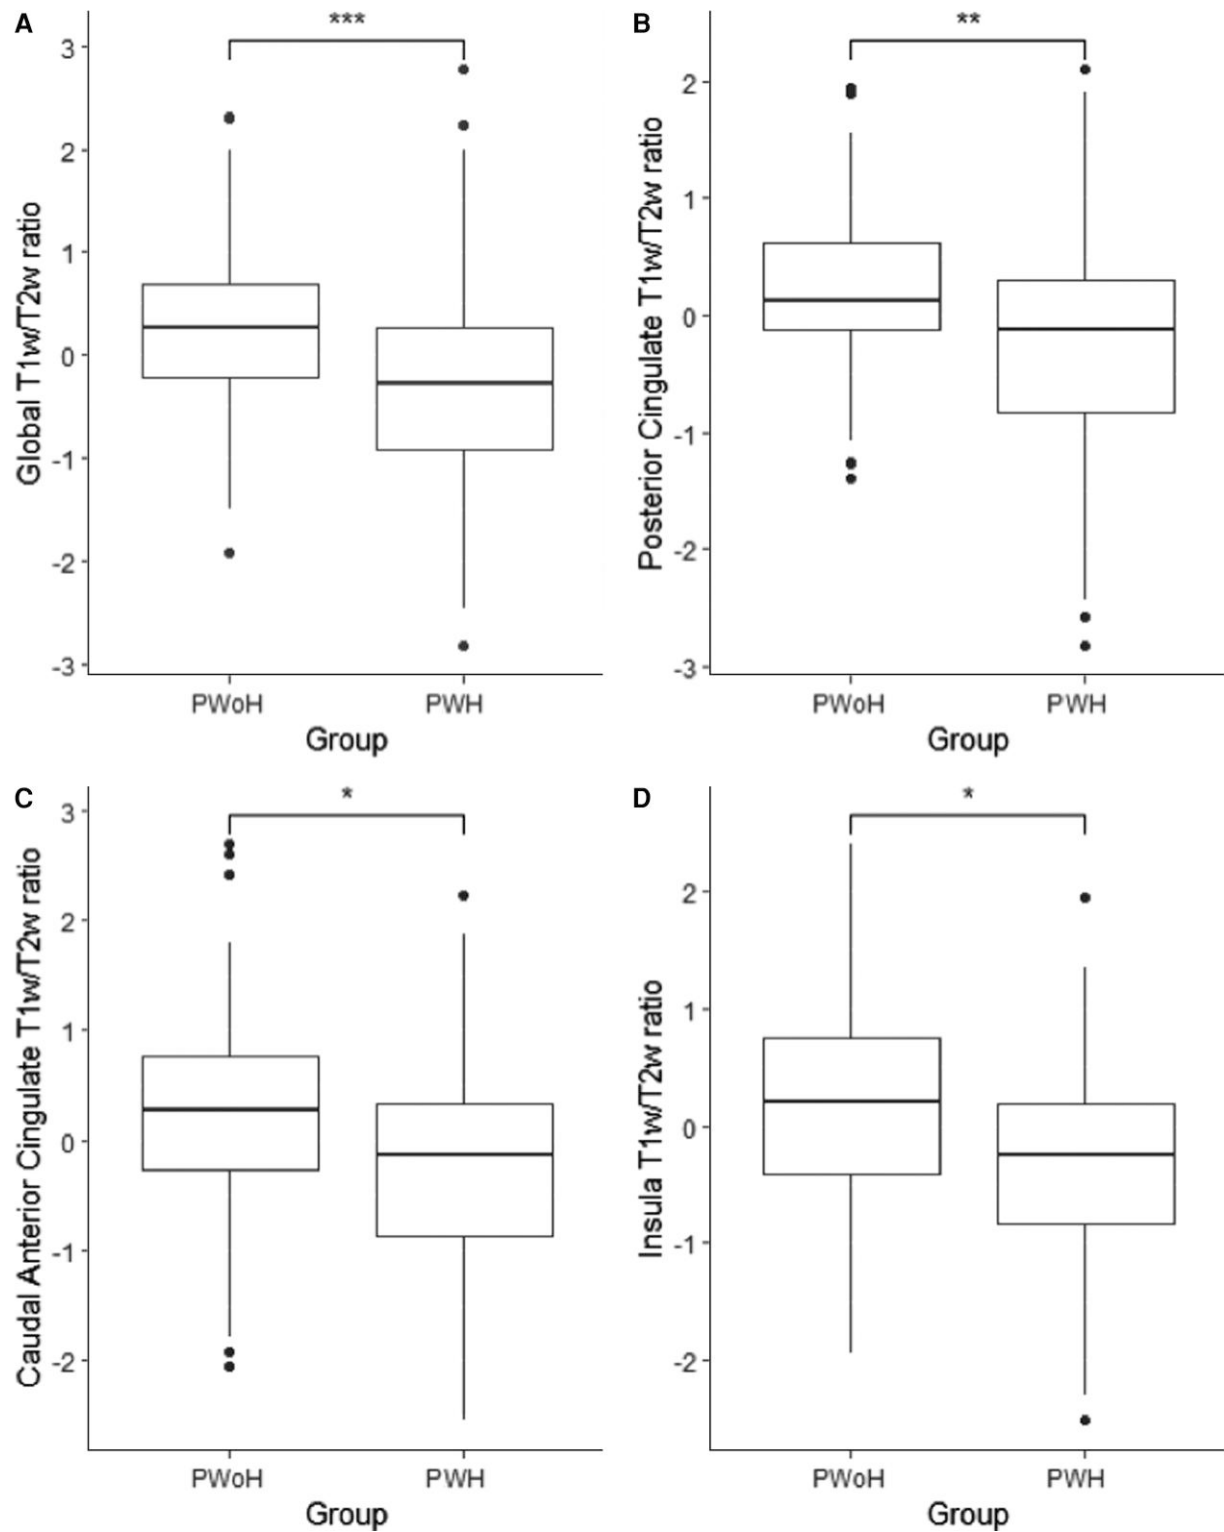 A
***
Global T1w/T2w ratio
3
2
1
0
-1
-2
-3
PWoH
PWH
Group
B
**
Posterior Cingulate T1w/T2w ratio
2
1
0
-1
-2
-3
PWoH
PWH
Group
C
*
Caudal Anterior Cingulate T1w/T2w ratio
3
2
1
0
-1
-2
PWoH
PWH
Group
D
*
Insula T1w/T2w ratio
2
1
0
-1
-2
PWoH
PWH
Group